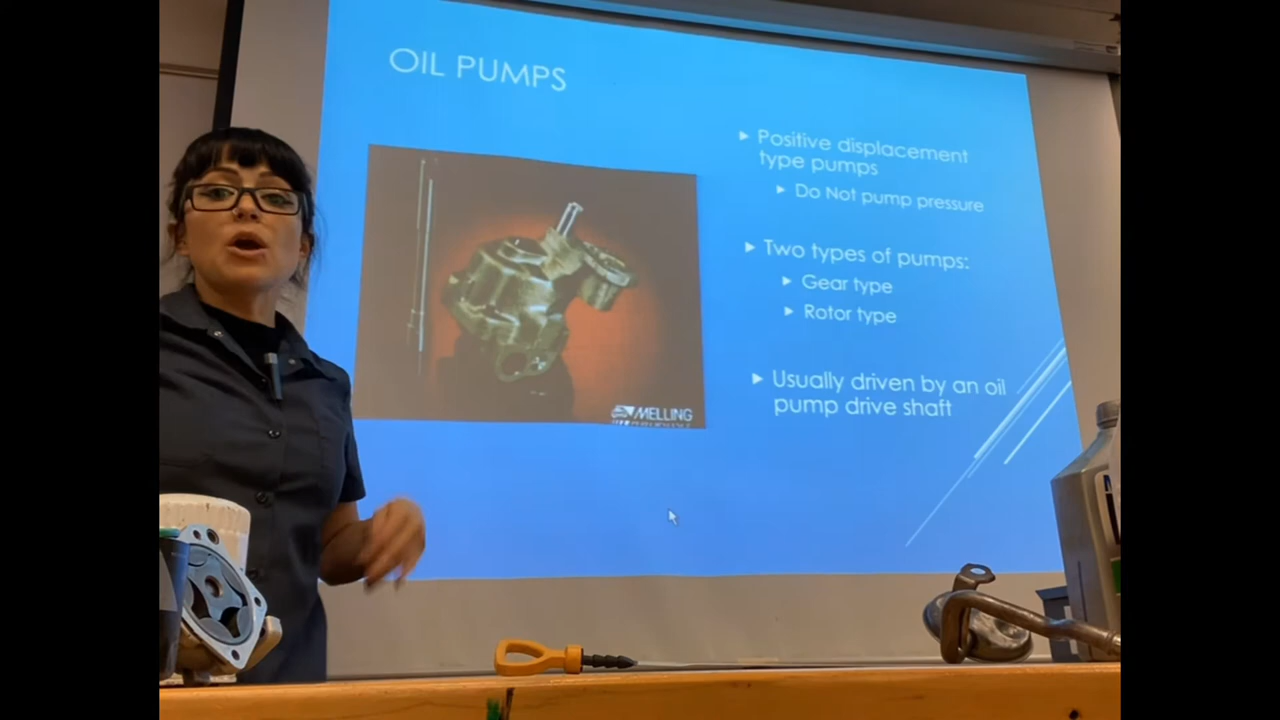 OIL PUMPS
Positive displacement
type pumps
Do Not pump pressure
Two types of pumps:
Gear type
Rotor type
Usually driven by an oil
pump drive shaft
MELLING